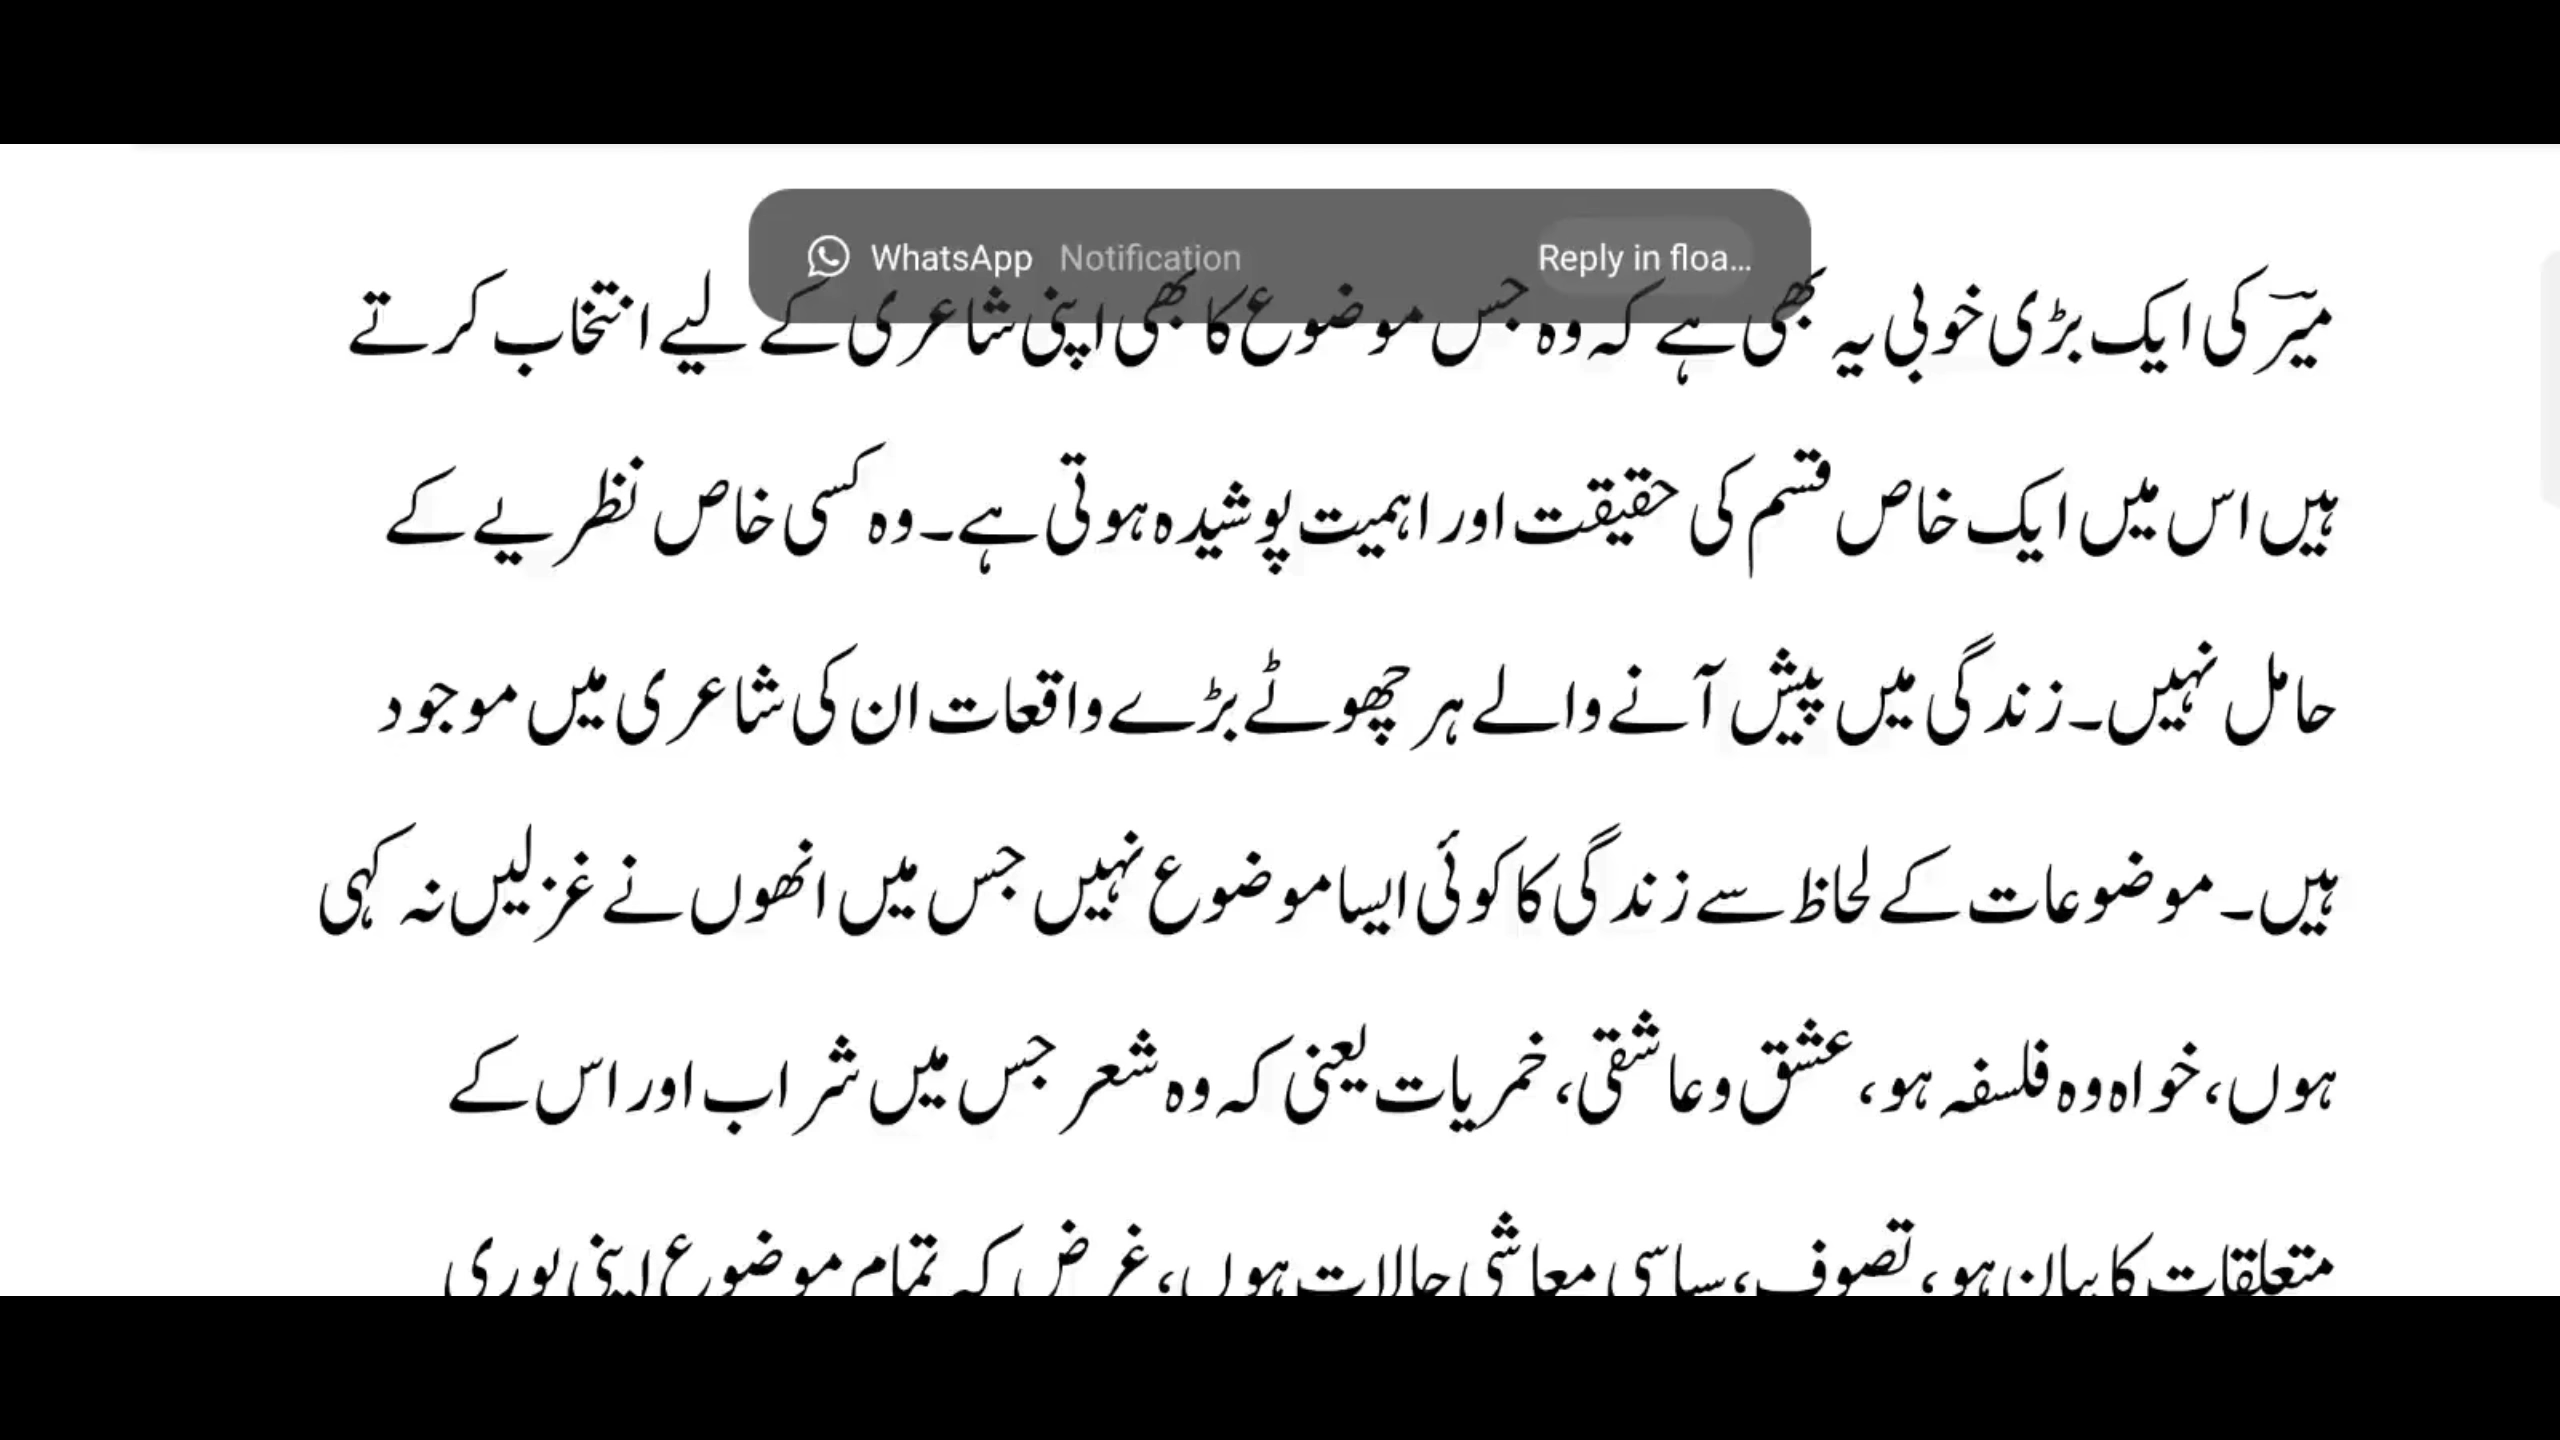 WhatsApp Notification Reply in floa...
میرؔ کی ایک بڑی خوبی یہ بھی ہے کہ وہ جس موضوع کا بھی اپنی شاعری کے لیے انتخاب کرتے
ہیں اس میں ایک خاص قسم کی حقیقت اور اہمیت پوشیدہ ہوتی ہے۔ وہ کسی خاص نظریے کے
حامل نہیں۔ زندگی میں پیش آنے والے ہر چھوٹے بڑے واقعات ان کی شاعری میں موجود
ہیں۔ موضوعات کے لحاظ سے زندگی کا کوئی ایسا موضوع نہیں جس میں انھوں نے غزلیں نہ کہی
ہوں، خواہ وہ فلسفہ ہو، عشق و عاشقی، خمریات یعنی کہ وہ شعر جس میں شراب اور اس کے
متعلقات کا بیان ہو، تصوف، سیاسی معاشی حالات ہوں، غرض کہ تمام موضوع اپنی پوری